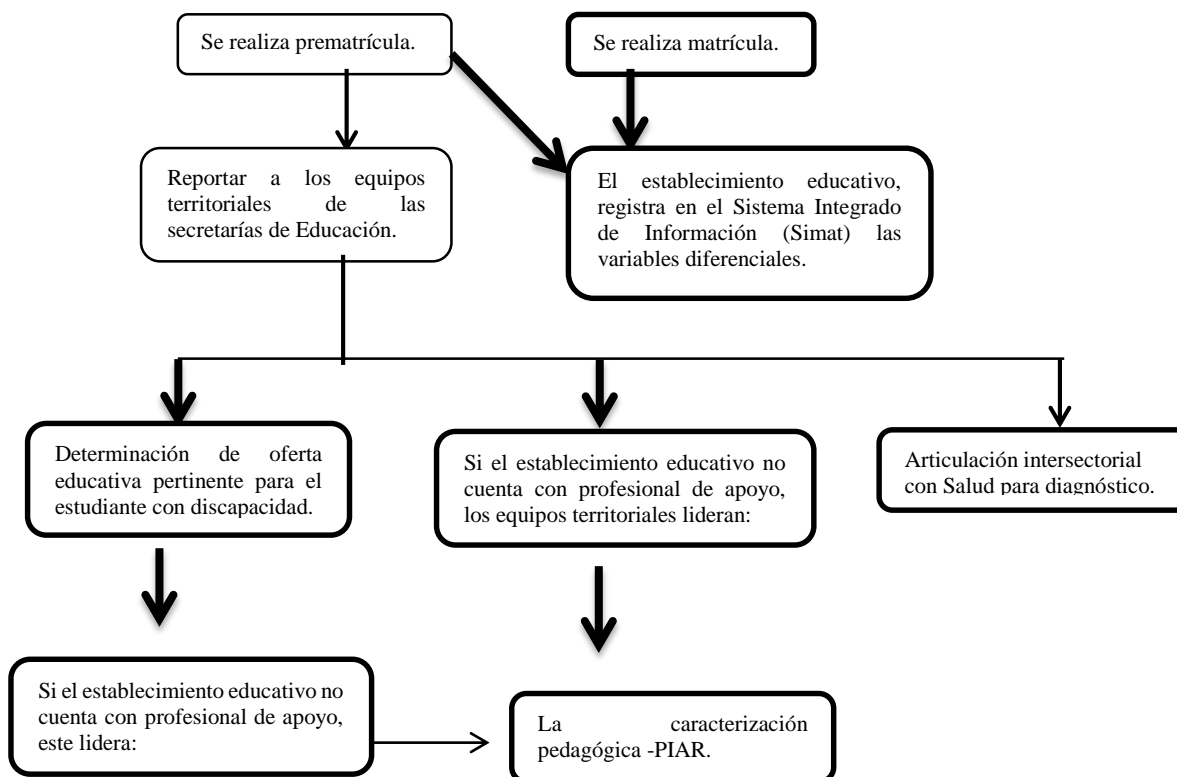 Se realiza prematrícula.
Se realiza matrícula.
Reportar a los equipos
territoriales de las
secretarías de Educación.
El establecimiento educativo,
registra en el Sistema Integrado
de Información (Simat) las
variables diferenciales.
Determinación de oferta
educativa pertinente para el
estudiante con discapacidad.
Si el establecimiento educativo no
cuenta con profesional de apoyo,
los equipos territoriales lideran:
Articulación intersectorial
con Salud para diagnóstico.
Si el establecimiento educativo no
cuenta con profesional de apoyo,
este lidera:
La caracterización
pedagógica -PIAR.